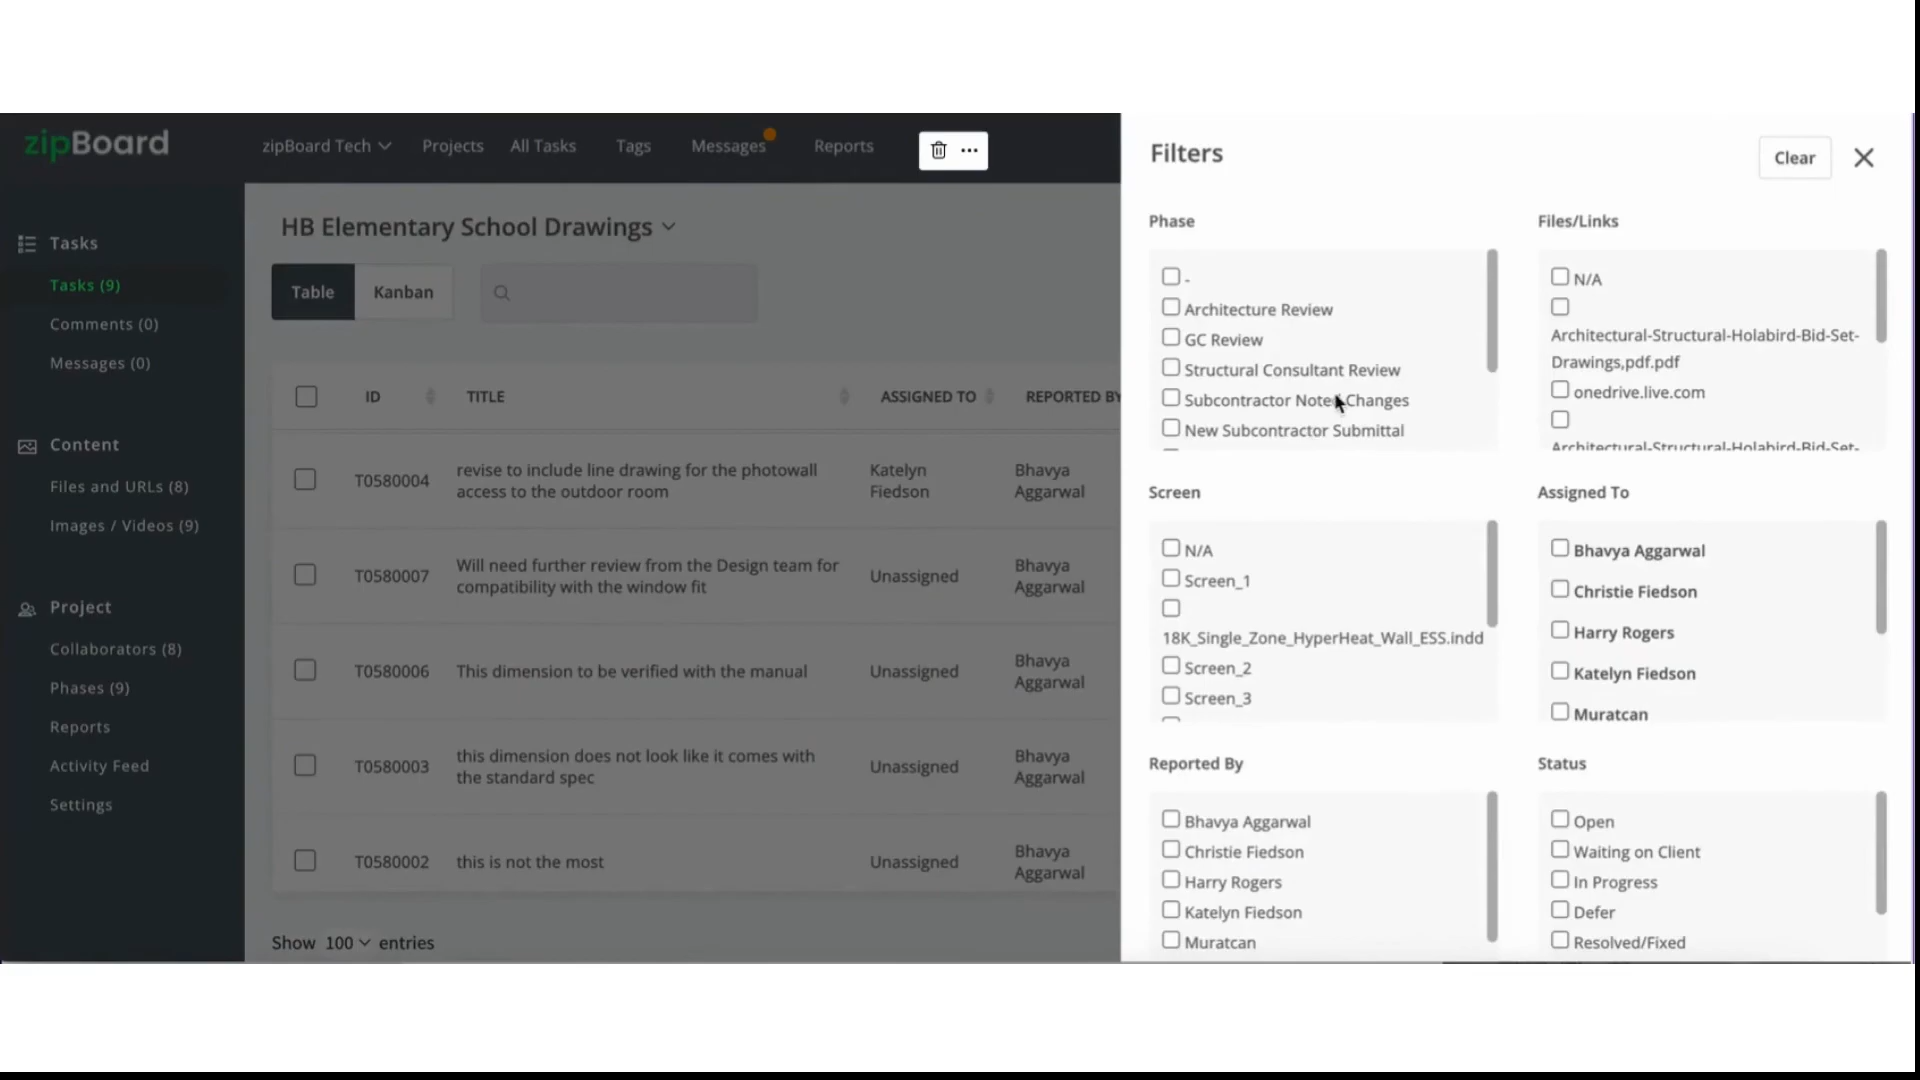 zipBoard
zipBoard Tech
Projects
All Tasks
Tags
Messages
Reports
Tasks
Tasks (9)
Comments (0)
Messages (0)
Content
Files and URLs (8)
Images / Videos (9)
Project
Collaborators (8)
Phases (9)
Reports
Activity Feed
Settings
HB Elementary School Drawings
Table
Kanban
ID
TITLE
ASSIGNED TO
REPORTED BY
T0580004
revise to include line drawing for the photowall
access to the outdoor room
Katelyn
Fiedson
Bhavya
Aggarwal
T0580007
Will need further review from the Design team for
compatibility with the window fit
Unassigned
Bhavya
Aggarwal
T0580006
This dimension to be verified with the manual
Unassigned
Bhavya
Aggarwal
T0580003
this dimension does not look like it comes with
the standard spec
Unassigned
Bhavya
Aggarwal
T0580002
this is not the most
Unassigned
Bhavya
Aggarwal
Show 100 entries
Filters
Clear
Phase
-
Architecture Review
GC Review
Structural Consultant Review
Subcontractor Noted Changes
New Subcontractor Submittal
Files/Links
N/A
Architectural-Structural-Holabird-Bid-Set-
Drawings,pdf.pdf
onedrive.live.com
Architectural-Structural-Holabird-Bid-Set-
Screen
N/A
Screen_1
18K_Single_Zone_HyperHeat_Wall_ESS.indd
Screen_2
Screen_3
Assigned To
Bhavya Aggarwal
Christie Fiedson
Harry Rogers
Katelyn Fiedson
Muratcan
Reported By
Bhavya Aggarwal
Christie Fiedson
Harry Rogers
Katelyn Fiedson
Muratcan
Status
Open
Waiting on Client
In Progress
Defer
Resolved/Fixed